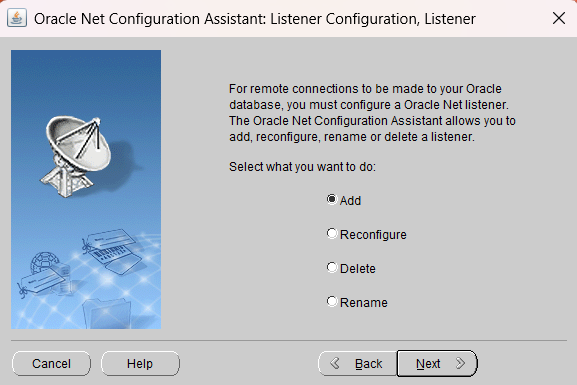 Oracle Net Configuration Assistant: Listener Configuration, Listener
For remote connections to be made to your Oracle
database, you must configure a Oracle Net listener.
The Oracle Net Configuration Assistant allows you to
add, reconfigure, rename or delete a listener.
Select what you want to do:
Add
Reconfigure
Delete
Rename
Cancel Help Back Next